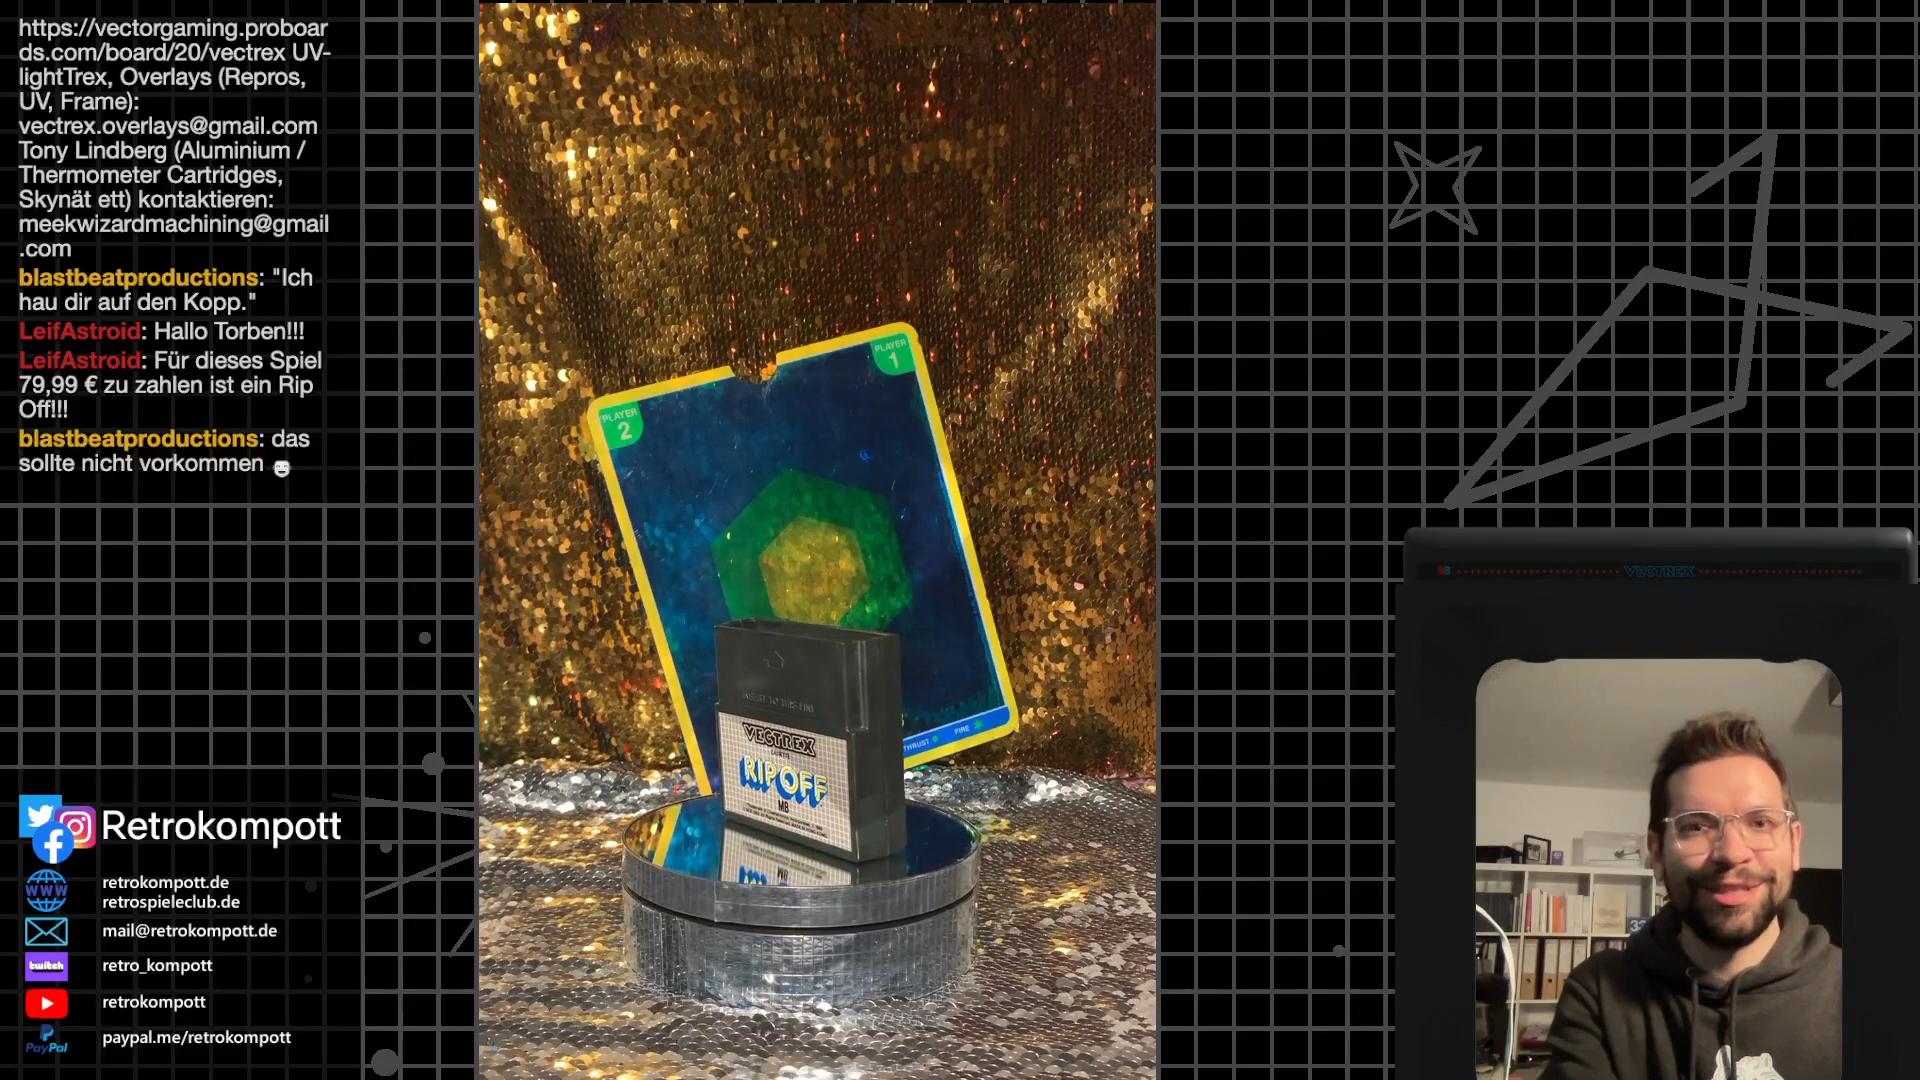 https://vectorgaming.proboar
ds.com/board/20/vectrex UV-
lightTrex, Overlays (Repros,
UV, Frame):
vectrex.overlays@gmail.com
Tony Lindberg (Aluminium /
Thermometer Cartridges,
Skynät ett) kontaktieren:
meekwizardmachining@gmail
.com
blastbeatproductions: "Ich
hau dir auf den Kopp."
LeifAstroid: Hallo Torben!!!
LeifAstroid: Für dieses Spiel
79,99 € zu zahlen ist ein Rip
Off!!!
blastbeatproductions: das
sollte nicht vorkommen
Retrokompott
www
retrokompott.de
retrospieleclub.de
mail@retrokompott.de
twitch
retro_kompott
retrokompott
PayPal
paypal.me/retrokompott
PLAYER
1
PLAYER
2
THRUST
FIRE
VECTREX
RIP OFF
MB
MB
VECTREX
33